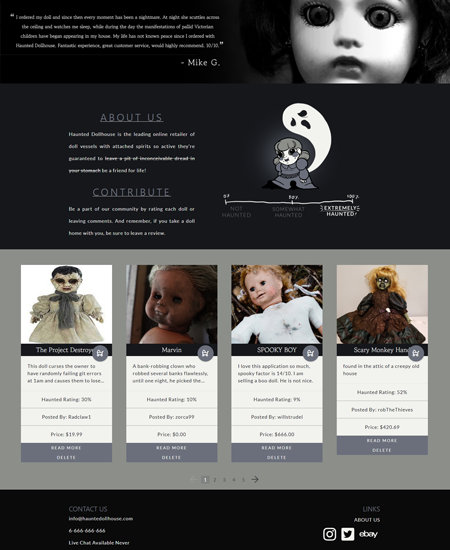 “ I ordered my doll and since then every moment has been a nightmare. At night she scuttles across
the ceiling and watches me sleep, while during the day the manifestations of pallid Victorian
children have began appearing in my house. My life has not known peace since I ordered with
Haunted Dollhouse. Fantastic experience, great customer service, would highly recommend. 10/10. ”
- Mike G.
ABOUT US
Haunted Dollhouse is the leading online retailer of
doll vessels with attached spirits so active they're
guaranteed to leave a pit of inconceivable dread in
your stomach be a friend for life!
CONTRIBUTE
Be a part of our community by rating each doll or
leaving comments. And remember, if you take a doll
home with you, be sure to leave a review.
0% 50% 100%
NOT HAUNTED
SOMEWHAT HAUNTED
EXTREMELY HAUNTED
The Project Destroy
This doll curses the owner to
have randomly failing git errors
at 1am and causes them to lose...
Haunted Rating: 30%
Posted By: Radclaw1
Price: $19.99
READ MORE
DELETE
Marvin
A bank-robbing clown who
robbed several banks flawlessly,
until one night, he picked the...
Haunted Rating: 10%
Posted By: zorca99
Price: $0.00
READ MORE
DELETE
SPOOKY BOY
I love this application so much,
spooky factor is 14/10. I am
selling a boo doll. He is not nice.
Haunted Rating: 9%
Posted By: willstrudel
Price: $666.00
READ MORE
DELETE
Scary Monkey Hand
found in the attic of a creepy old
house
Haunted Rating: 52%
Posted By: robTheThieves
Price: $420.69
READ MORE
DELETE
1 2 3 4 5
CONTACT US
info@hauntedollhouse.com
6-666-666-666
Live Chat Available Never
LINKS
ABOUT US
ebay